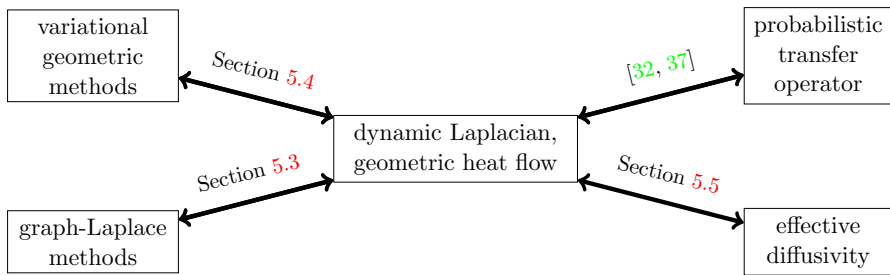 variational
geometric
methods
Section 5.4
[32, 37]
probabilistic
transfer
operator
dynamic Laplacian,
geometric heat flow
Section 5.3
Section 5.5
graph-Laplace
methods
effective
diffusivity